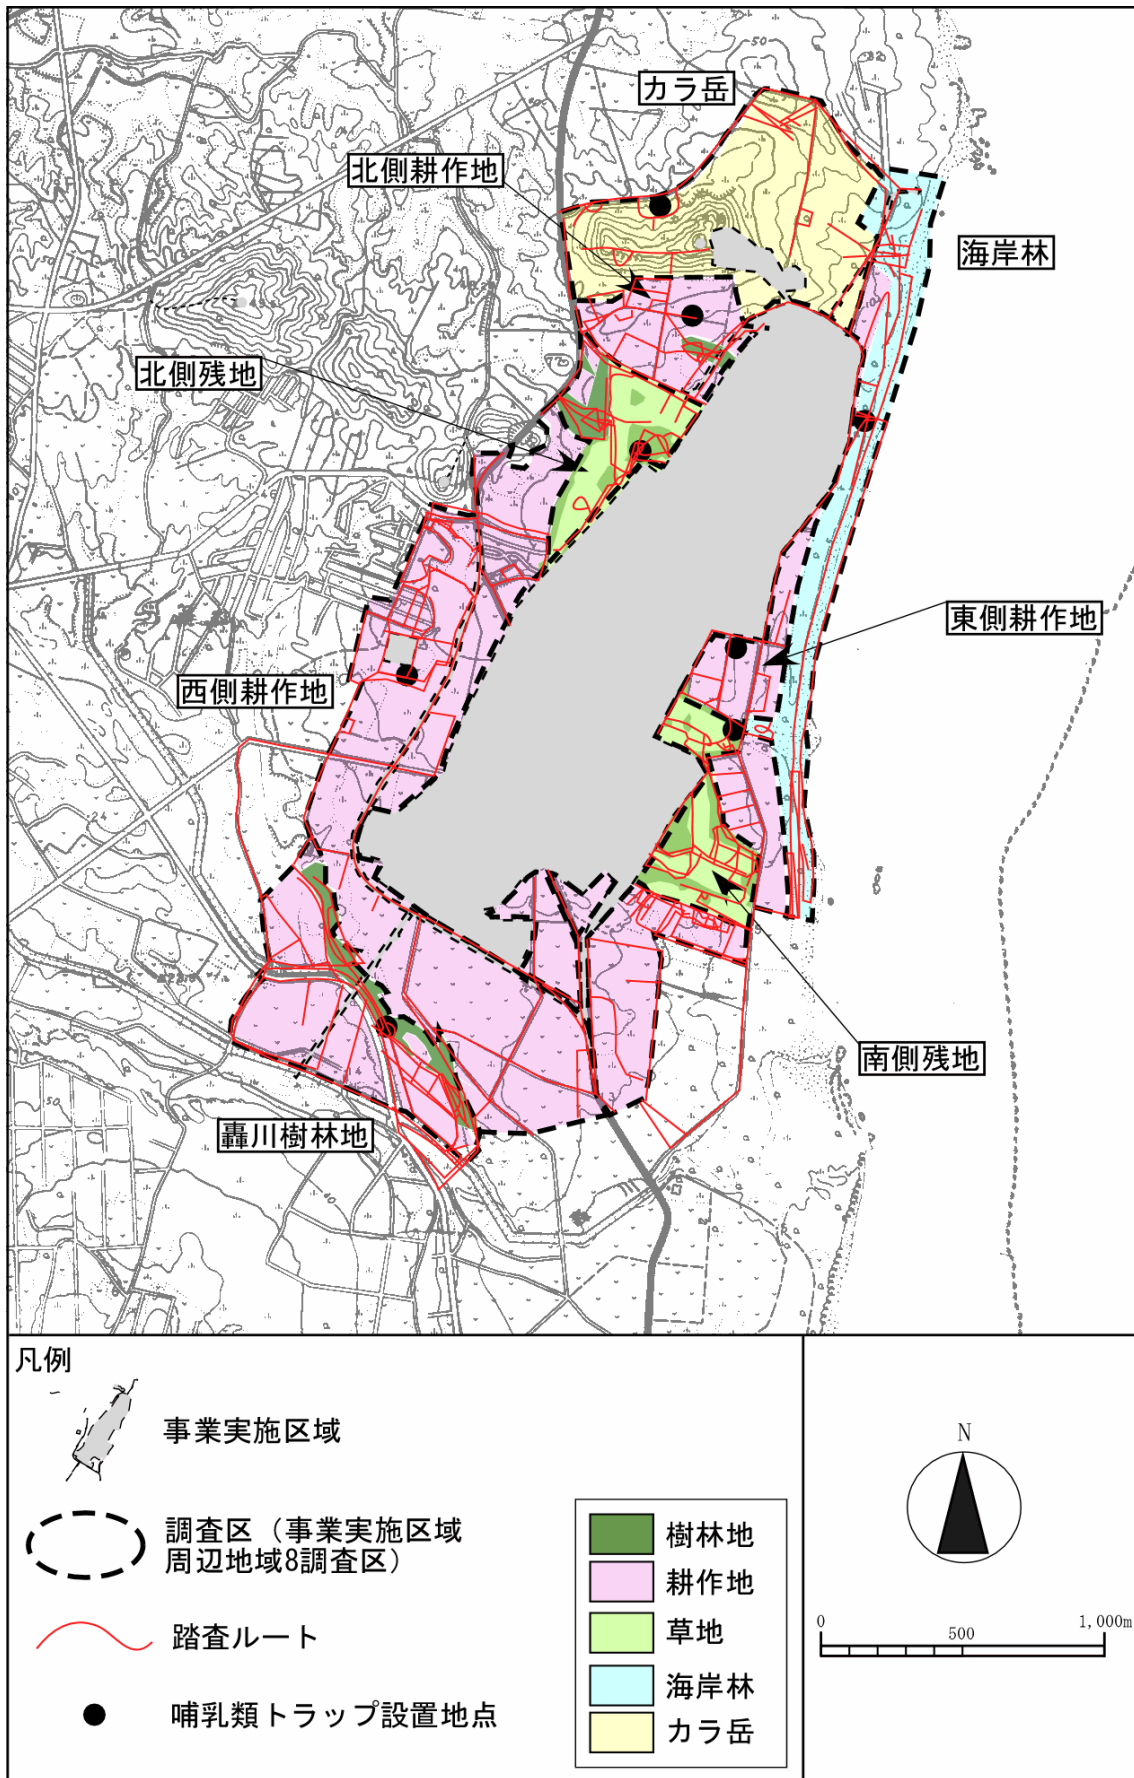 カラ岳
北側耕作地
海岸林
北側残地
東側耕作地
西側耕作地
南側残地
轟川樹林地
凡例
事業実施区域
調査区（事業実施区域
周辺地域8調査区）
踏査ルート
哺乳類トラップ設置地点
樹林地
耕作地
草地
海岸林
カラ岳
N
0 500 1,000m